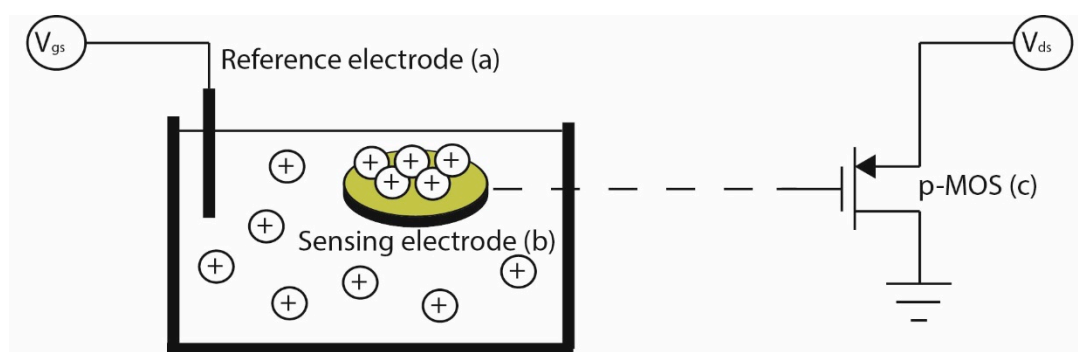 Vgs
Vds
Reference electrode (a)
p-MOS (c)
Sensing electrode (b)
+ + +
+ + +
+
+
+ +
+ +